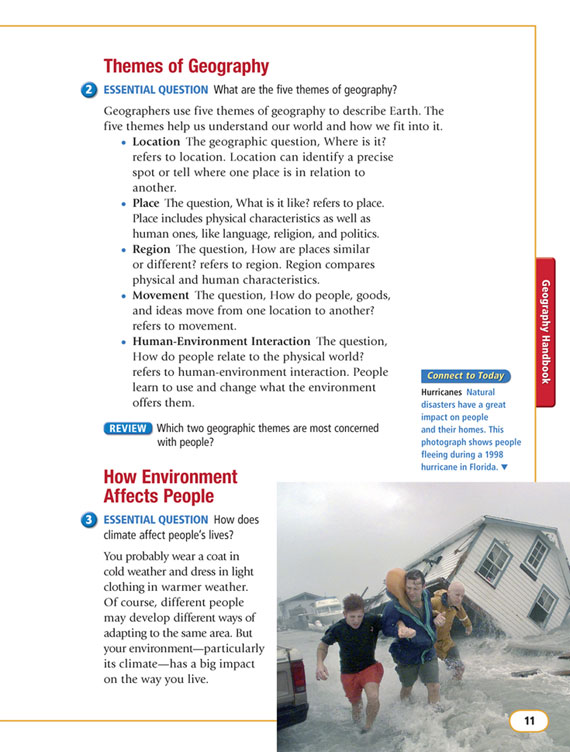 Themes of Geography
2 ESSENTIAL QUESTION What are the five themes of geography?
Geographers use five themes of geography to describe Earth. The
five themes help us understand our world and how we fit into it.
• Location The geographic question, Where is it?
refers to location. Location can identify a precise
spot or tell where one place is in relation to
another.
• Place The question, What is it like? refers to place.
Place includes physical characteristics as well as
human ones, like language, religion, and politics.
• Region The question, How are places similar
or different? refers to region. Region compares
physical and human characteristics.
• Movement The question, How do people, goods,
and ideas move from one location to another?
refers to movement.
• Human-Environment Interaction The question,
How do people relate to the physical world?
refers to human-environment interaction. People
learn to use and change what the environment
offers them.
REVIEW Which two geographic themes are most concerned
with people?
How Environment
Affects People
3 ESSENTIAL QUESTION How does
climate affect people's lives?
You probably wear a coat in
cold weather and dress in light
clothing in warmer weather.
Of course, different people
may develop different ways of
adapting to the same area. But
your environment—particularly
its climate—has a big impact
on the way you live.
Connect to Today
Hurricanes Natural
disasters have a great
impact on people
and their homes. This
photograph shows people
fleeing during a 1998
hurricane in Florida. ▼
Geography Handbook
11